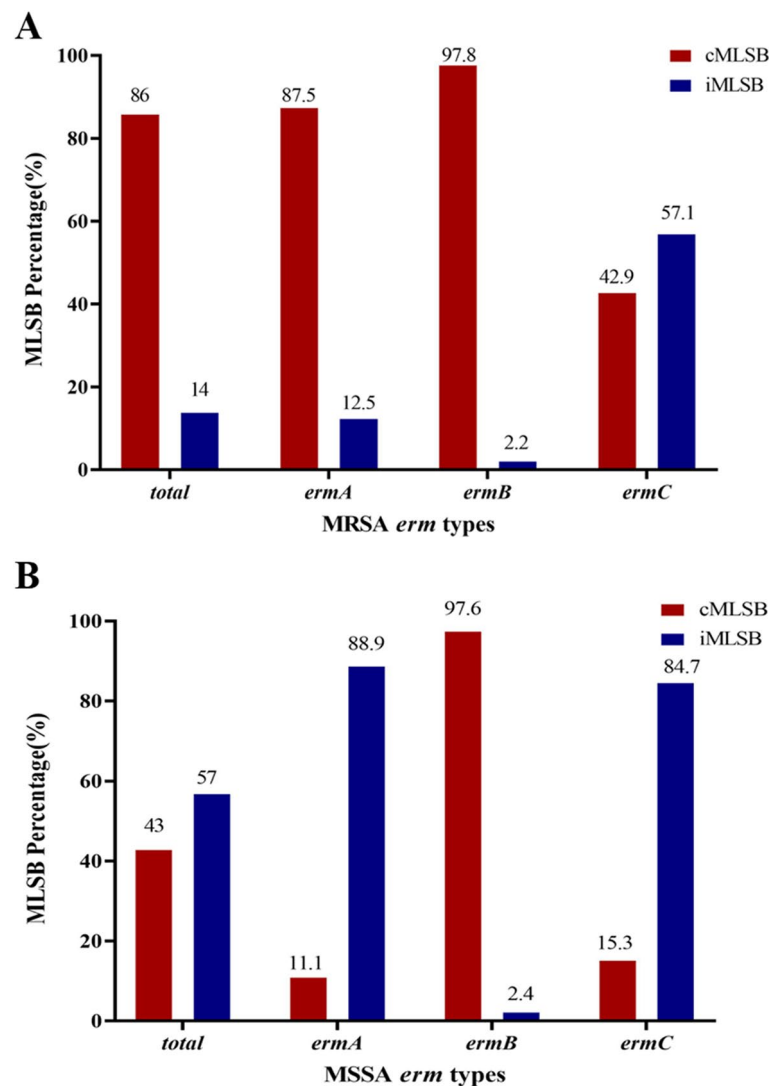 A
cMLSB
iMLSB
MLSB Percentage(%)
100
80
60
40
20
0
86
14
87.5
12.5
97.8
2.2
42.9
57.1
total
ermA
ermB
ermC
MRSA erm types
B
cMLSB
iMLSB
MLSB Percentage(%)
100
80
60
40
20
0
43
57
11.1
88.9
97.6
2.4
15.3
84.7
total
ermA
ermB
ermC
MSSA erm types